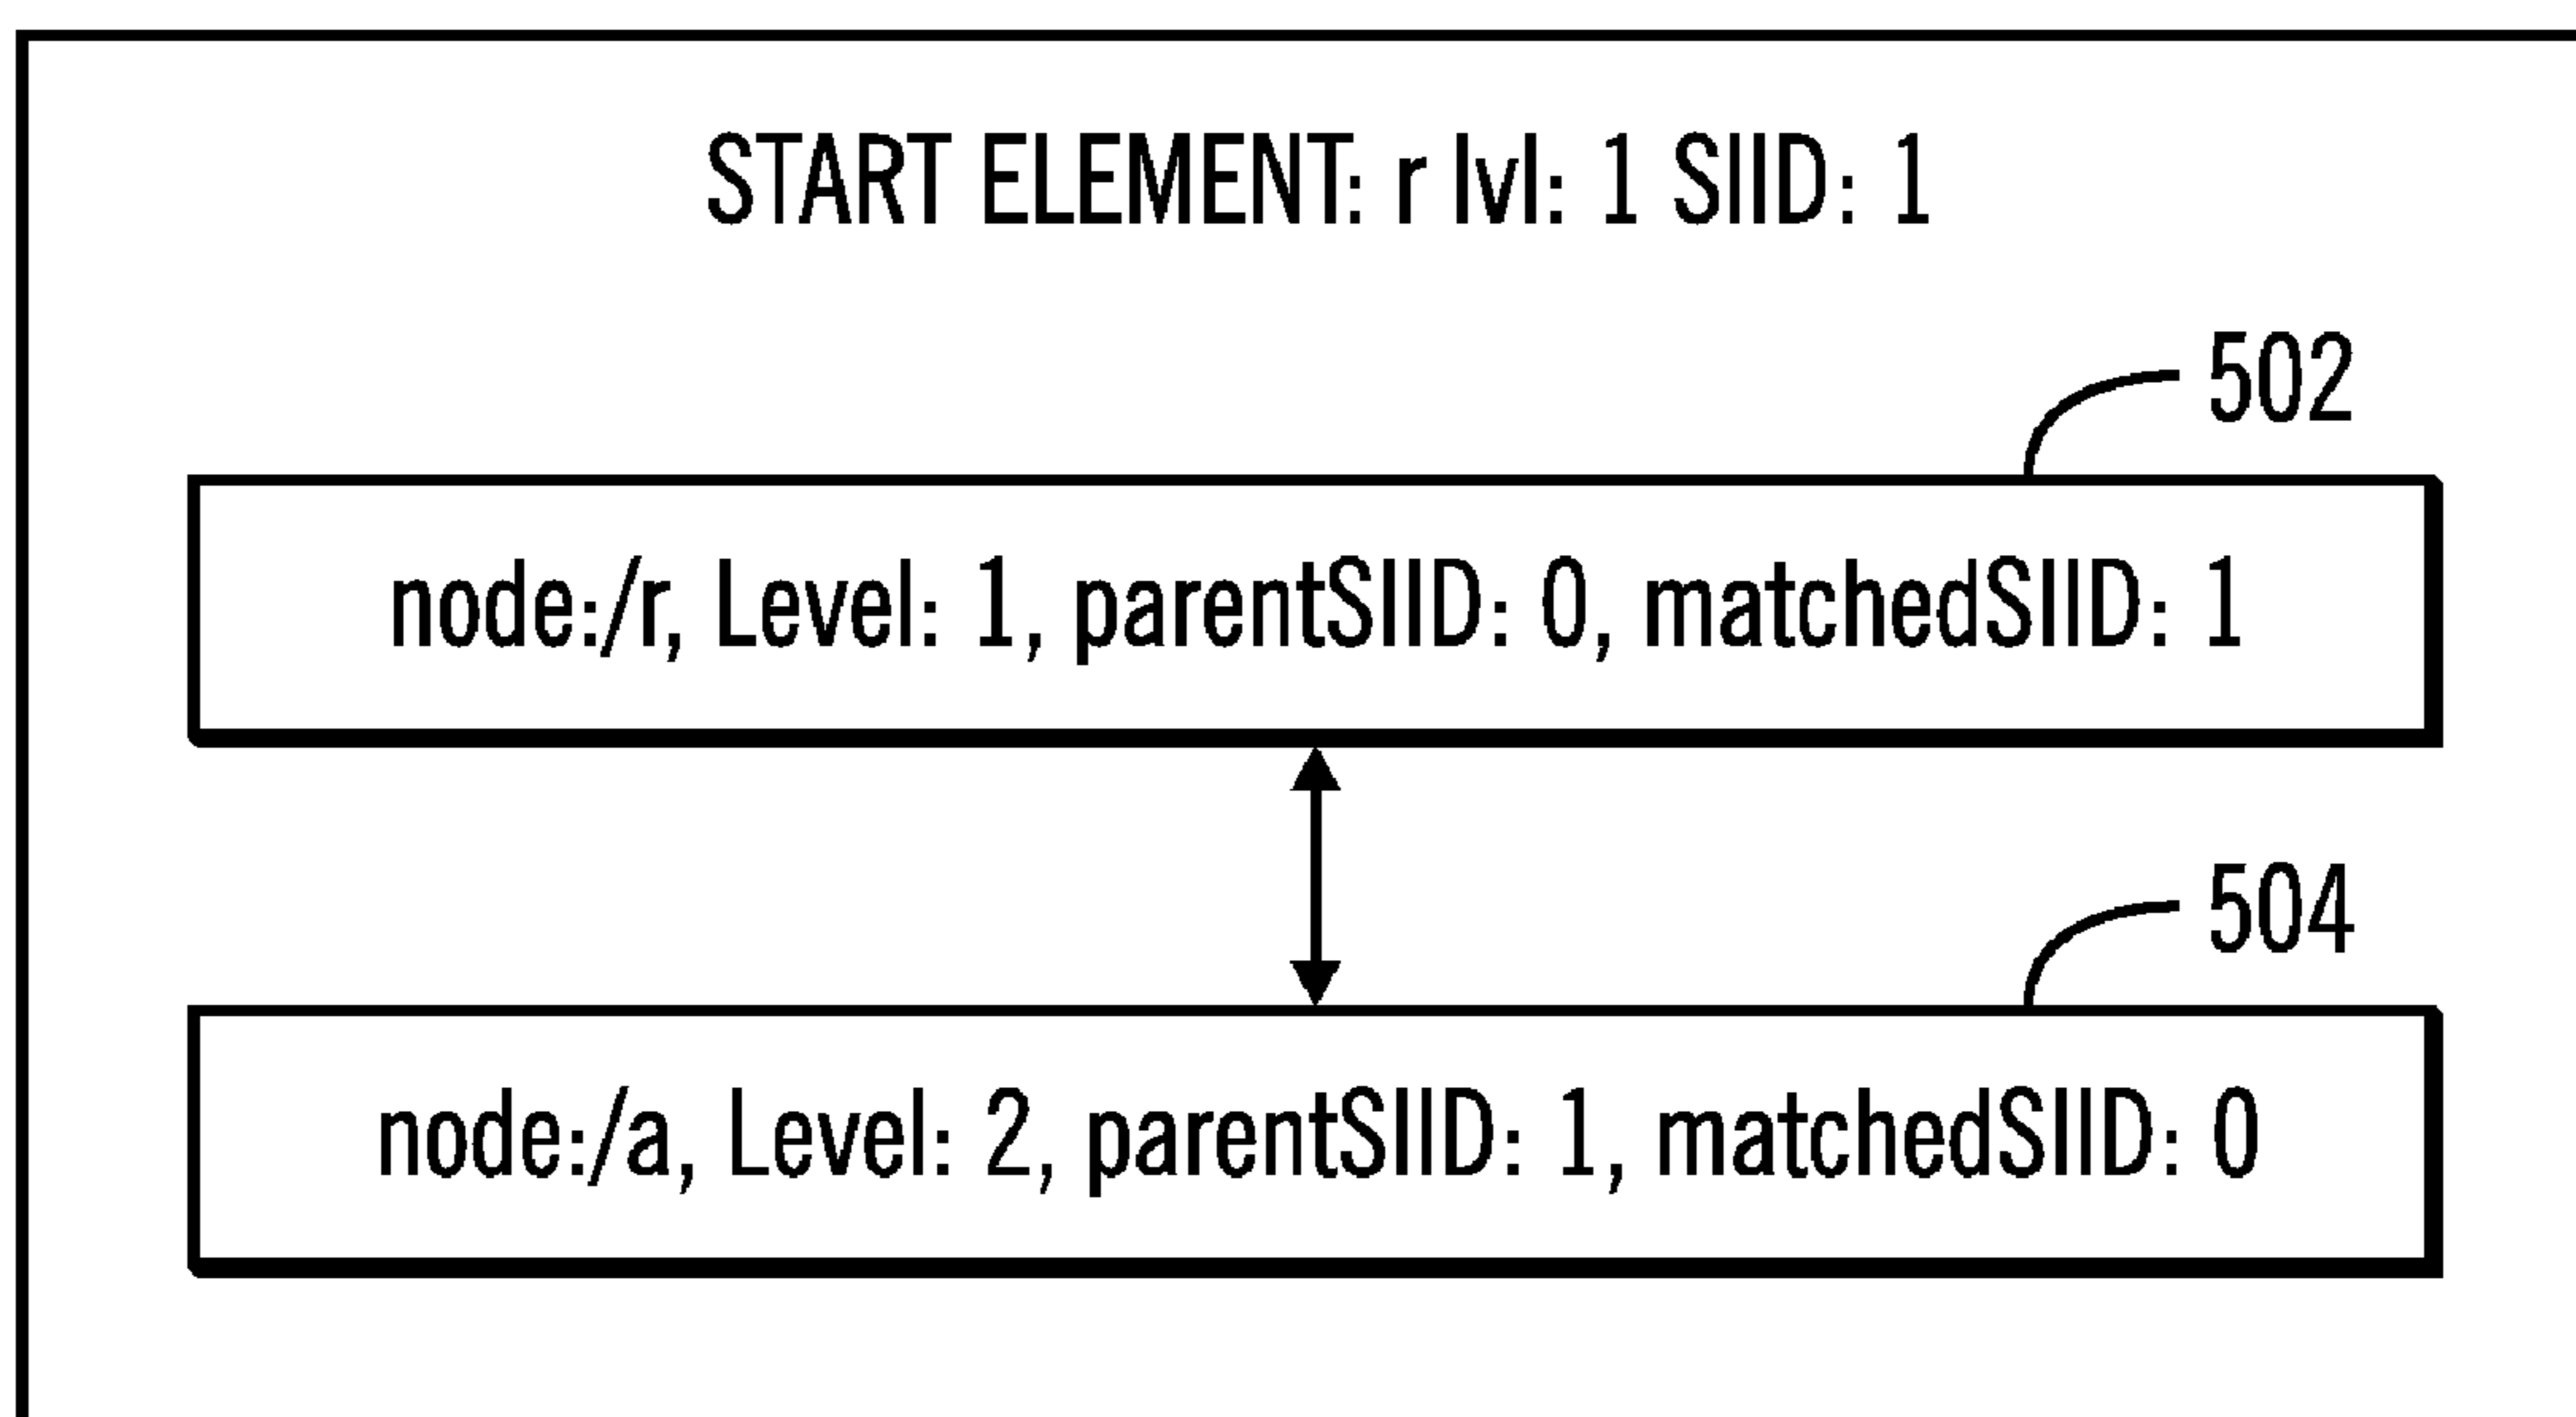 START ELEMENT: r lvl: 1 SIID: 1
502
node:/r, Level: 1, parentSIID: 0, matchedSIID: 1
504
node:/a, Level: 2, parentSIID: 1, matchedSIID: 0